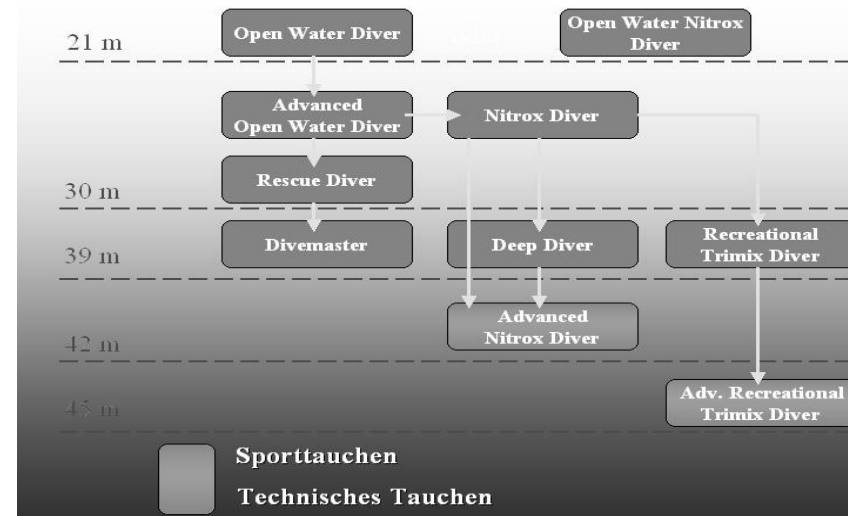 21 m
Open Water Diver
Open Water Nitrox
Diver
Advanced
Open Water Diver
Nitrox Diver
Rescue Diver
30 m
Divemaster
Deep Diver
Recreational
Trimix Diver
39 m
Advanced
Nitrox Diver
42 m
Adv. Recreational
Trimix Diver
45 m
Sporttauchen
Technisches Tauchen